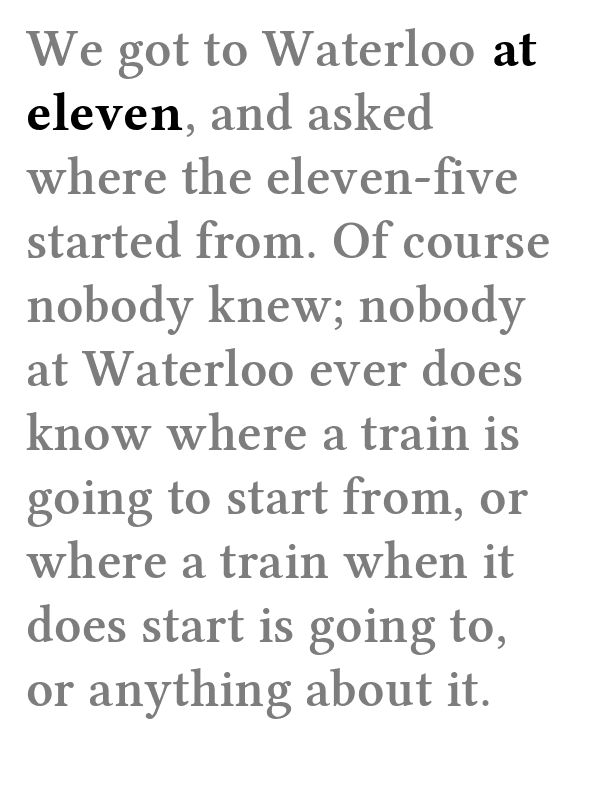 We got to Waterloo at
eleven, and asked
where the eleven-five
started from. Of course
nobody knew; nobody
at Waterloo ever does
know where a train is
going to start from, or
where a train when it
does start is going to,
or anything about it.